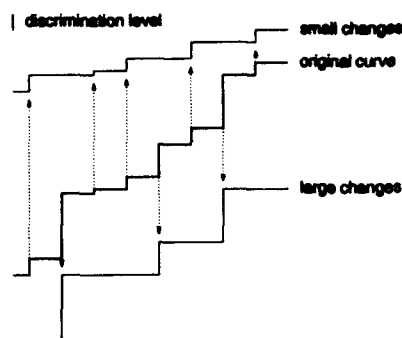 | discrimination level
small changes
original curve
large changes